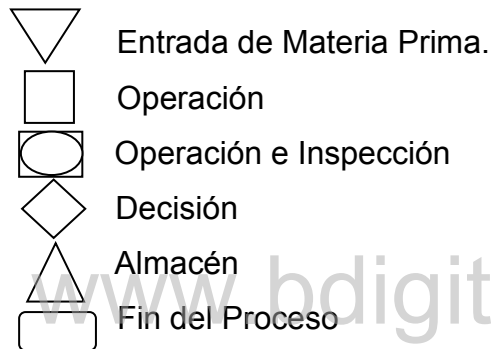 Entrada de Materia Prima.
Operación
Operación e Inspección
Decisión
Almacén
Fin del Proceso
www.bdigit